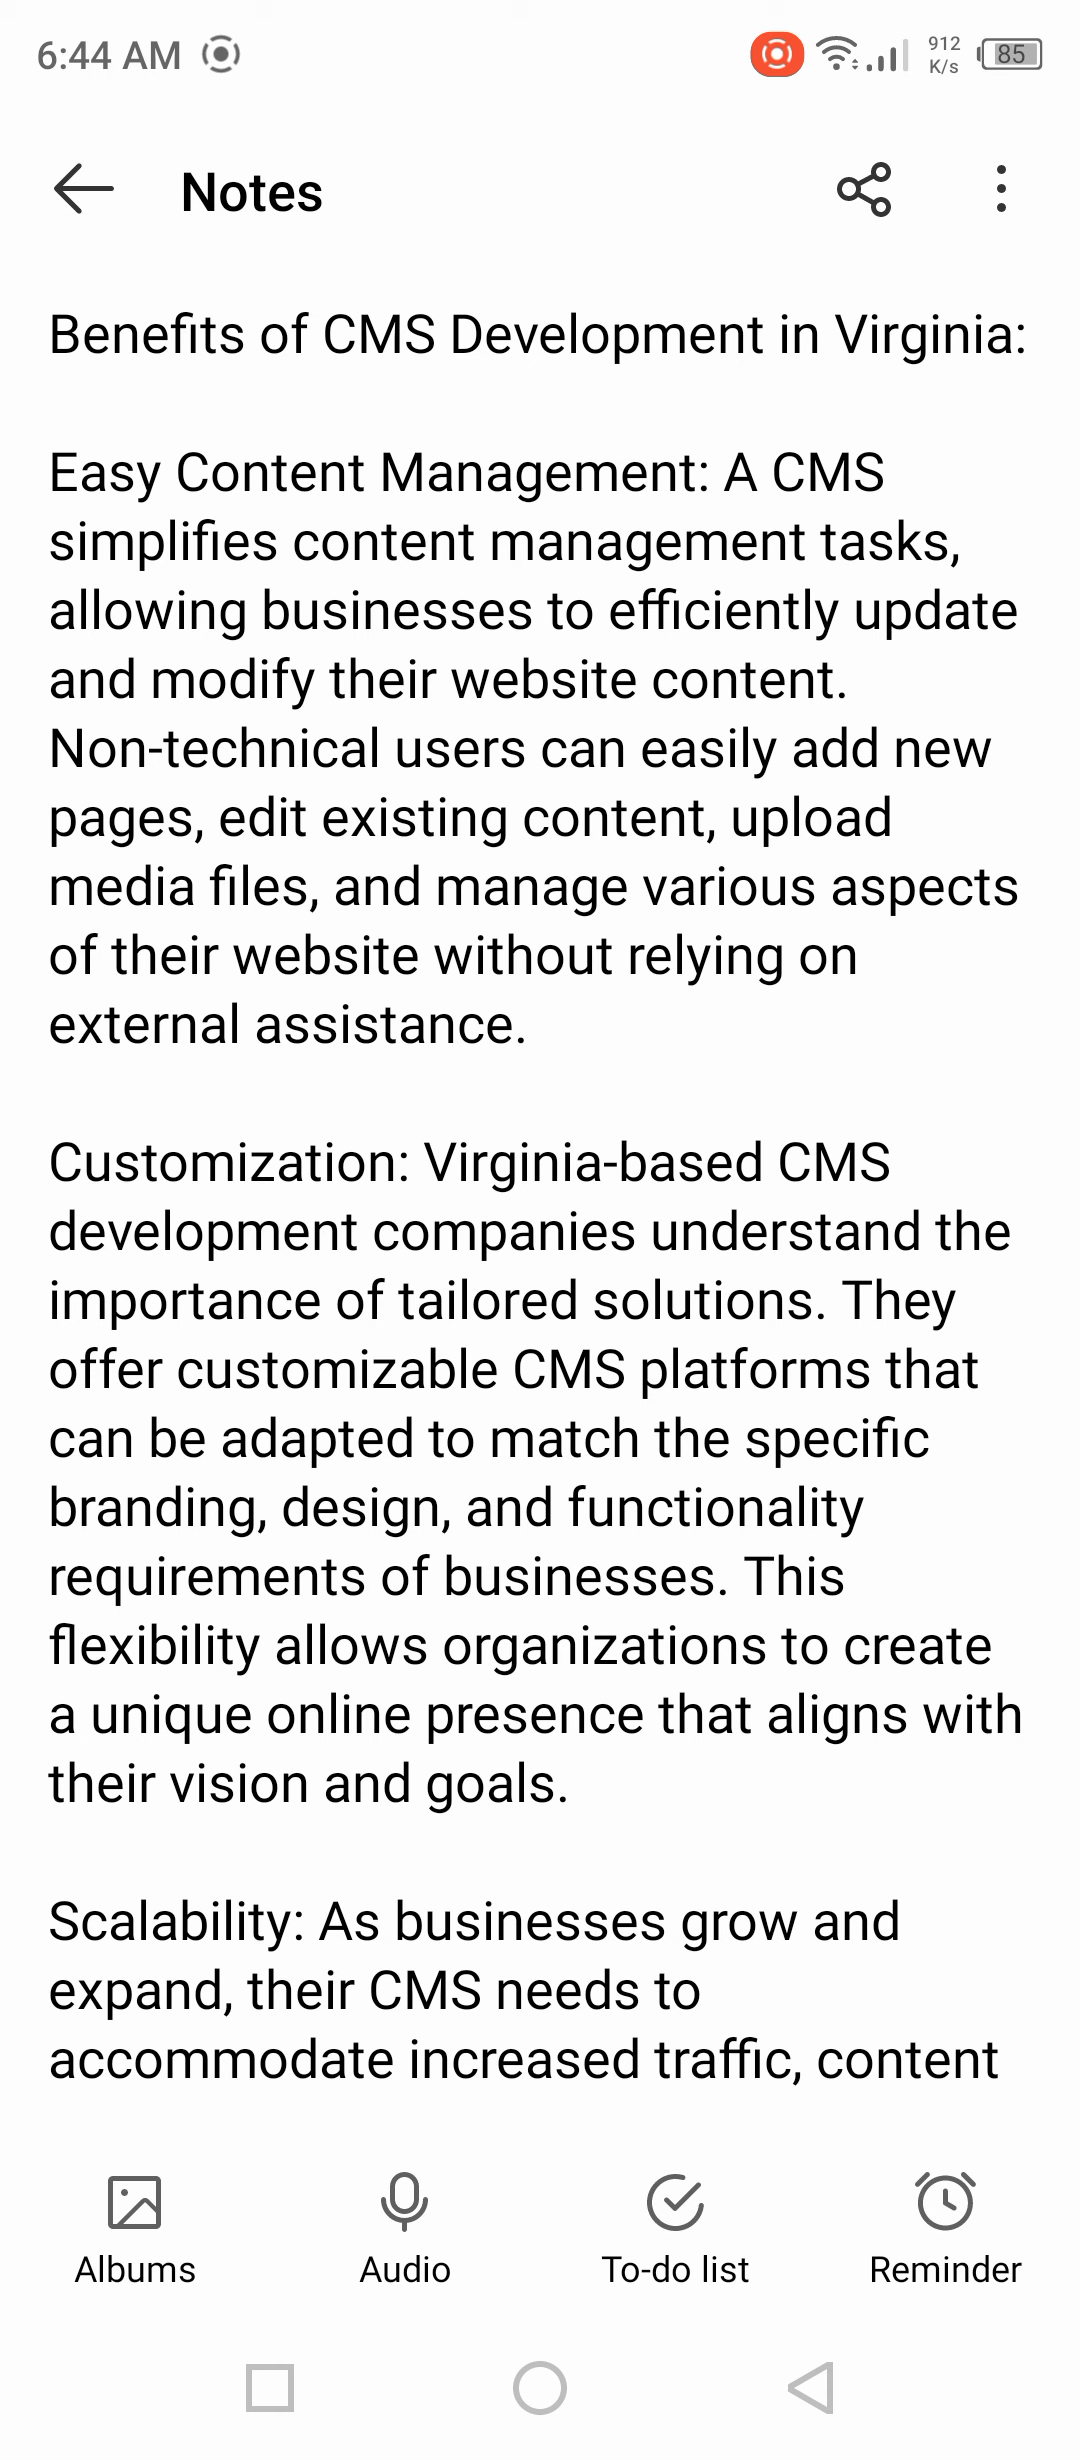 6:44 AM
912
K/s
85
Notes
Benefits of CMS Development in Virginia:
Easy Content Management: A CMS
simplifies content management tasks,
allowing businesses to efficiently update
and modify their website content.
Non-technical users can easily add new
pages, edit existing content, upload
media files, and manage various aspects
of their website without relying on
external assistance.
Customization: Virginia-based CMS
development companies understand the
importance of tailored solutions. They
offer customizable CMS platforms that
can be adapted to match the specific
branding, design, and functionality
requirements of businesses. This
flexibility allows organizations to create
a unique online presence that aligns with
their vision and goals.
Scalability: As businesses grow and
expand, their CMS needs to
accommodate increased traffic, content
Albums
Audio
To-do list
Reminder